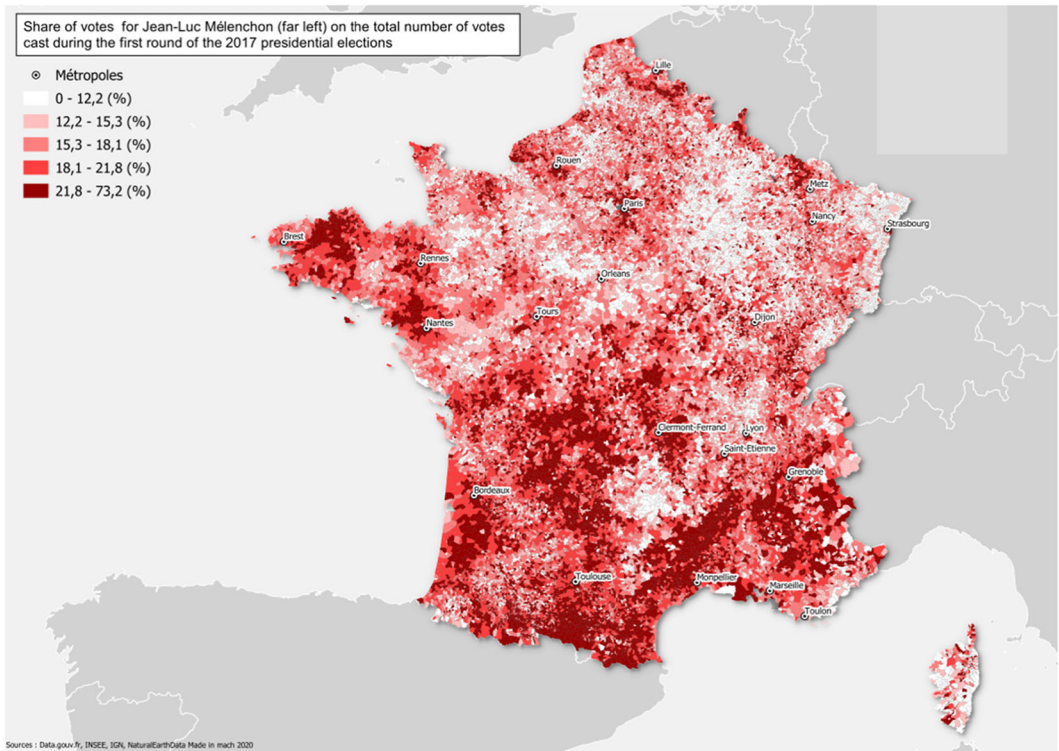 Share of votes for Jean-Luc Mélenchon (far left) on the total number of votes
cast during the first round of the 2017 presidential elections
Métropoles
0 - 12,2 (%)
12,2 - 15,3 (%)
15,3 - 18,1 (%)
18,1 - 21,8 (%)
21,8 - 73,2 (%)
Lille
Rouen
Metz
Paris
Nancy
Strasbourg
Brest
Rennes
Orleans
Tours
Dijon
Nantes
Clermont-Ferrand
Lyon
Saint-Etienne
Grenoble
Bordeaux
Toulouse
Monpellier
Marseille
Toulon
Sources : Data.gouv.fr, INSEE, IGN, NaturalEarthData Made in mach 2020